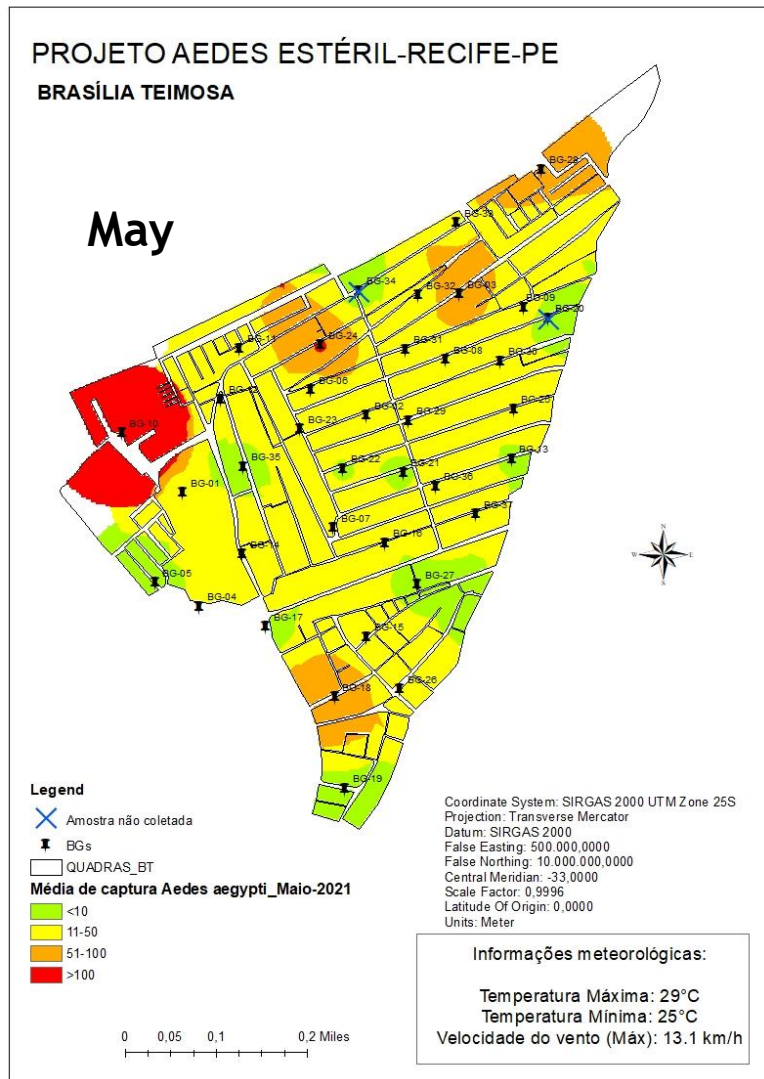 PROJETO AEDES ESTÉRIL-RECIFE-PE
BRASÍLIA TEIMOSA
May
BG-28
BG-33
BG-34
BG-32
BG-03
BG-09
BG-20
BG-11
BG-24
BG-31
BG-08
BG-30
BG-12
BG-06
BG-02
BG-29
BG-25
BG-10
BG-23
BG-35
BG-22
BG-21
BG-13
BG-01
BG-36
BG-37
BG-07
BG-14
BG-16
BG-05
BG-27
BG-04
BG-17
BG-15
BG-18
BG-26
BG-19
N
W
E
S
Legend
Amostra não coletada
BGs
QUADRAS_BT
Média de captura Aedes aegypti_Maio-2021
<10
11-50
51-100
>100
0 0,05 0,1 0,2 Miles
Coordinate System: SIRGAS 2000 UTM Zone 25S
Projection: Transverse Mercator
Datum: SIRGAS 2000
False Easting: 500.000,0000
False Northing: 10.000.000,0000
Central Meridian: -33,0000
Scale Factor: 0,9996
Latitude Of Origin: 0,0000
Units: Meter
Informações meteorológicas:
Temperatura Máxima: 29°C
Temperatura Mínima: 25°C
Velocidade do vento (Máx): 13.1 km/h